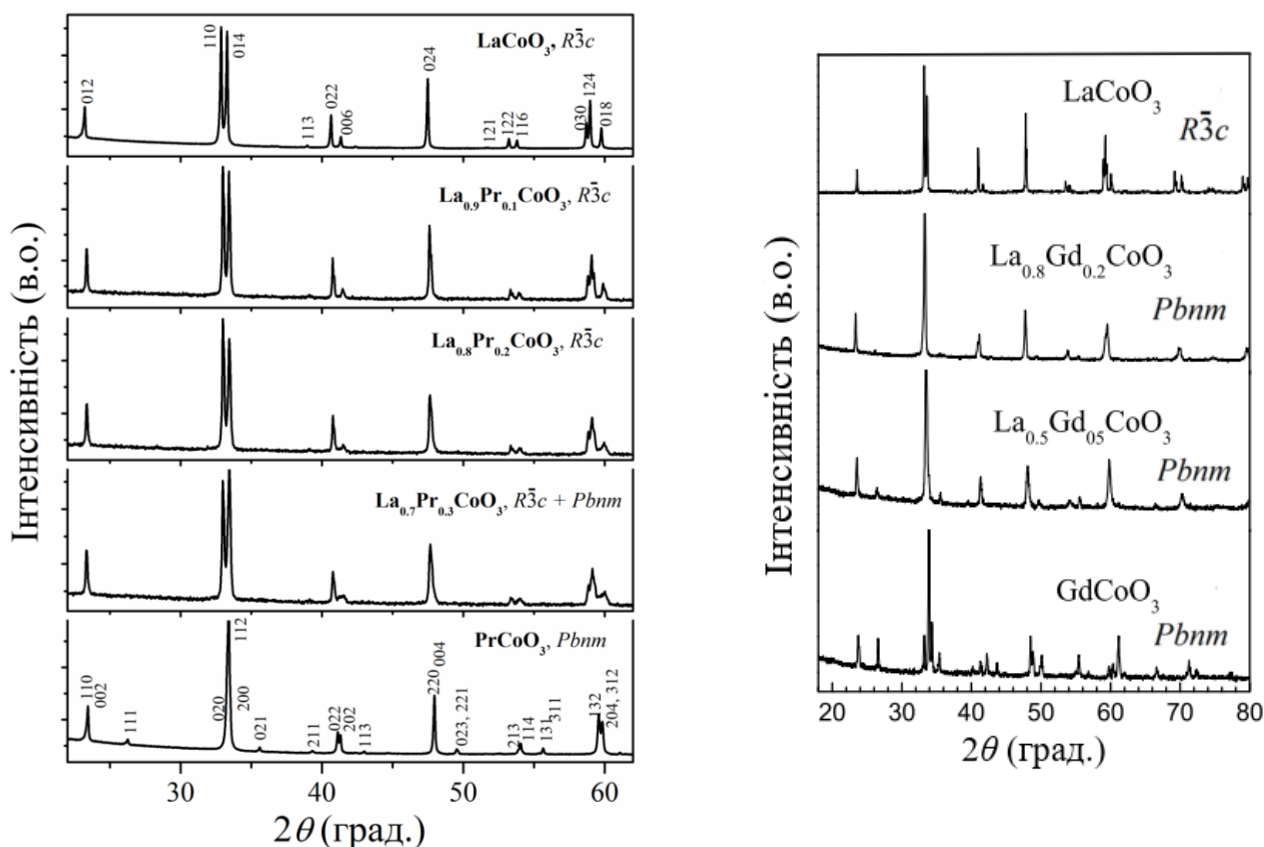 Інтенсивність (в.о.)
LaCoO₃, R3̄c
012
110
014
113
022
006
024
121
122
116
030
124
018
La₀.₉Pr₀.₁CoO₃, R3̄c
La₀.₈Pr₀.₂CoO₃, R3̄c
La₀.₇Pr₀.₃CoO₃, R3̄c + Pbnm
PrCoO₃, Pbnm
110
002
111
020
112
200
021
211
022
202
113
220
004
023, 221
213
114
131
311
132
204, 312
30 40 50 60
2θ (град.)
Інтенсивність (в.о.)
LaCoO₃
R3̄c
La₀.₈Gd₀.₂CoO₃
Pbnm
La₀.₅Gd₀₅CoO₃
Pbnm
GdCoO₃
Pbnm
20 30 40 50 60 70 80
2θ (град.)